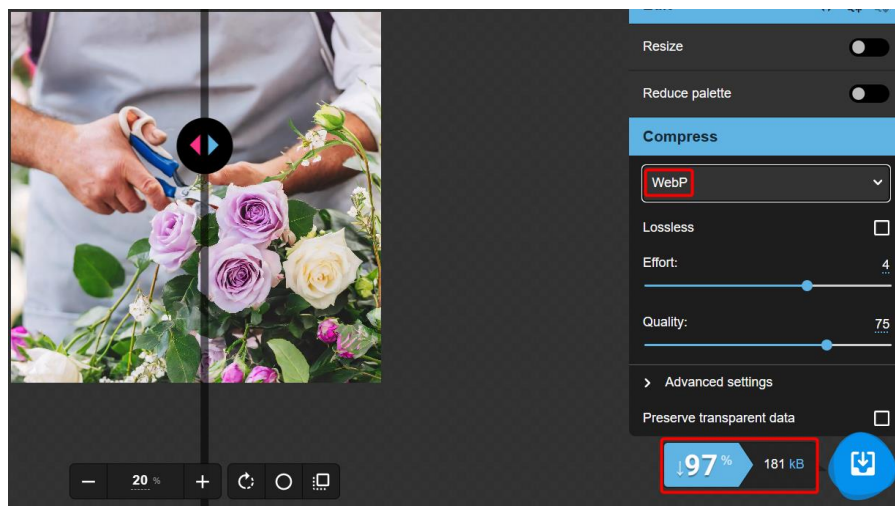 Resize
Reduce palette
Compress
WebP
Lossless
Effort: 4
Quality: 75
Advanced settings
Preserve transparent data
↓97 % 181 kB
20 %